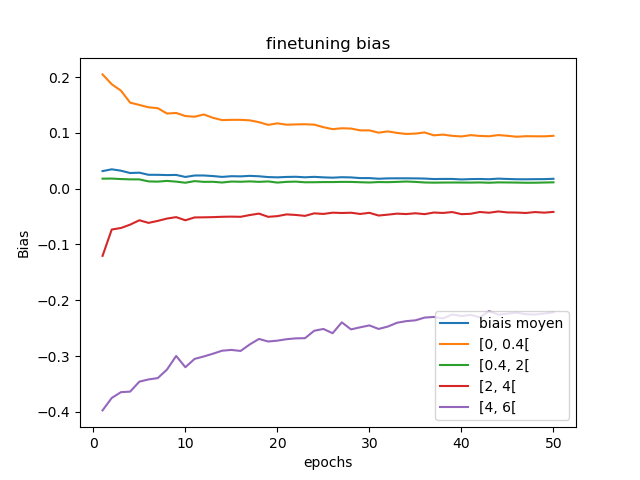 finetuning bias
Bias
0.2
0.1
0.0
−0.1
−0.2
−0.3
−0.4
biais moyen
[0, 0.4[
[0.4, 2[
[2, 4[
[4, 6[
0 10 20 30 40 50
epochs